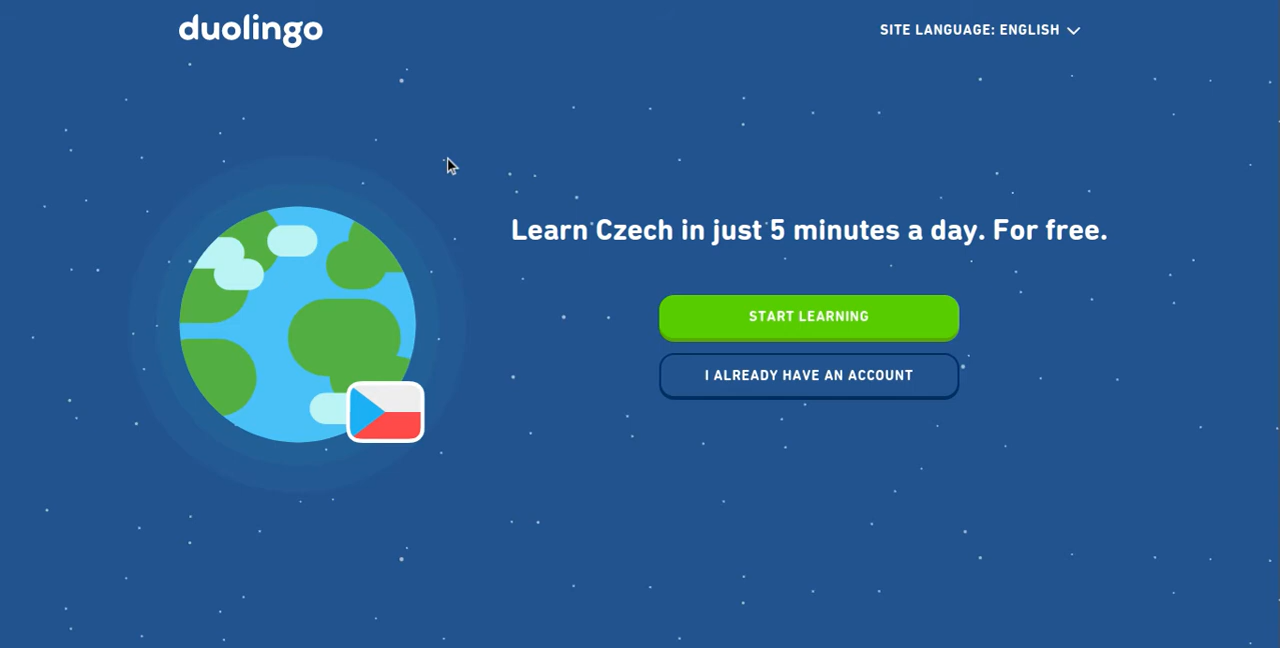 duolingo
SITE LANGUAGE: ENGLISH
Learn Czech in just 5 minutes a day. For free.
START LEARNING
I ALREADY HAVE AN ACCOUNT